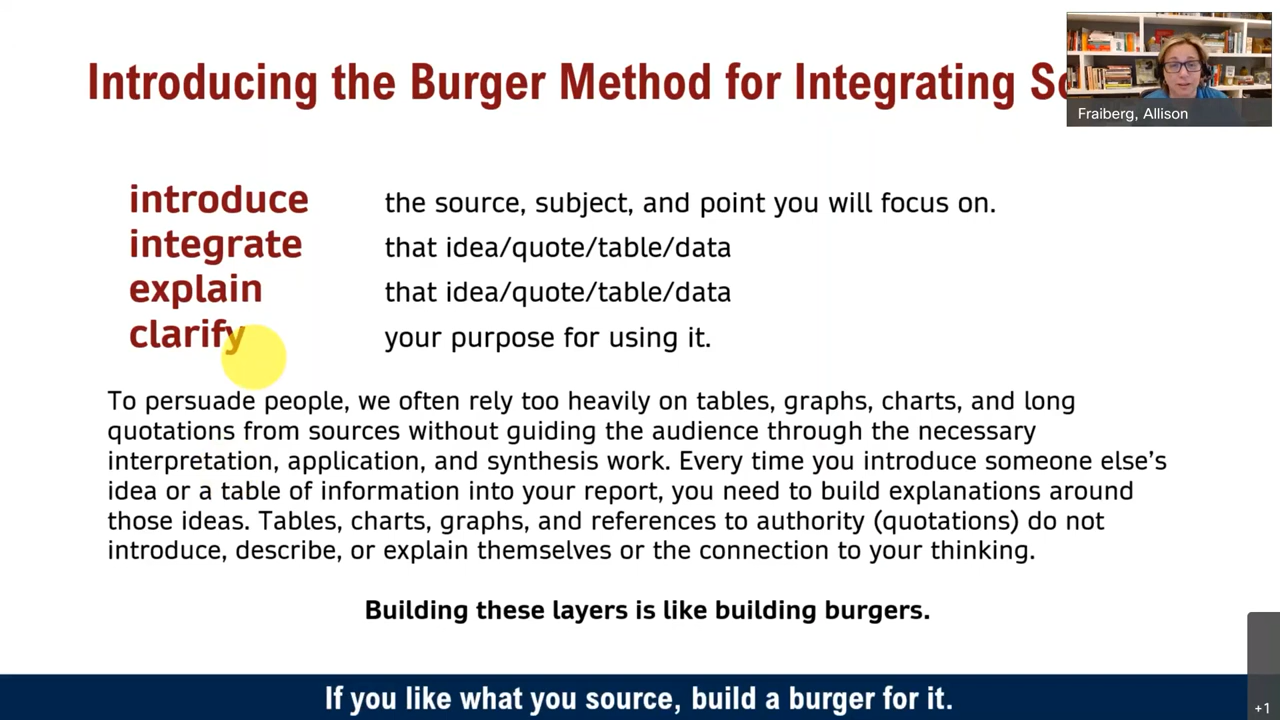 Introducing the Burger Method for Integrating
Fraiberg, Allison
introduce the source, subject, and point you will focus on.
integrate that idea/quote/table/data
explain that idea/quote/table/data
clarify your purpose for using it.
To persuade people, we often rely too heavily on tables, graphs, charts, and long
quotations from sources without guiding the audience through the necessary
interpretation, application, and synthesis work. Every time you introduce someone else's
idea or a table of information into your report, you need to build explanations around
those ideas. Tables, charts, graphs, and references to authority (quotations) do not
introduce, describe, or explain themselves or the connection to your thinking.
Building these layers is like building burgers.
If you like what you source, build a burger for it.
+1